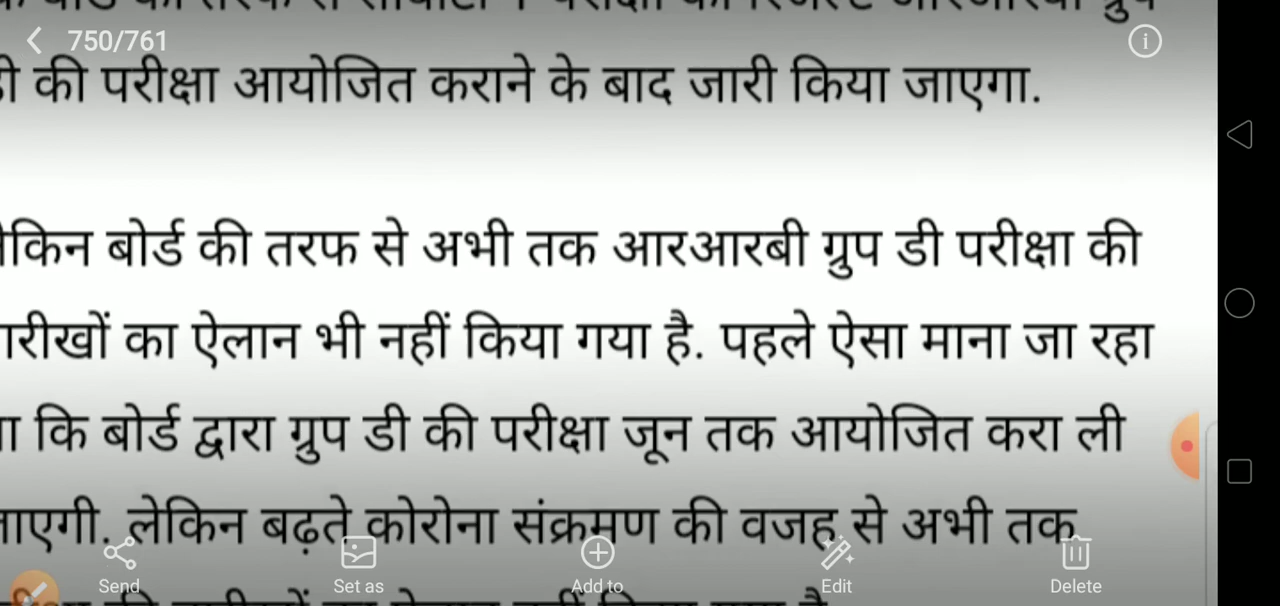 750/761
की परीक्षा आयोजित कराने के बाद जारी किया जाएगा.
बोर्ड की तरफ से अभी तक आरआरबी ग्रुप डी परीक्षा की
का ऐलान भी नहीं किया गया है. पहले ऐसा माना जा रहा
कि बोर्ड द्वारा ग्रुप डी की परीक्षा जून तक आयोजित करा ली
लेकिन बढ़ते कोरोना संक्रमण की वजह से अभी तक
Send Set as Add to Edit Delete